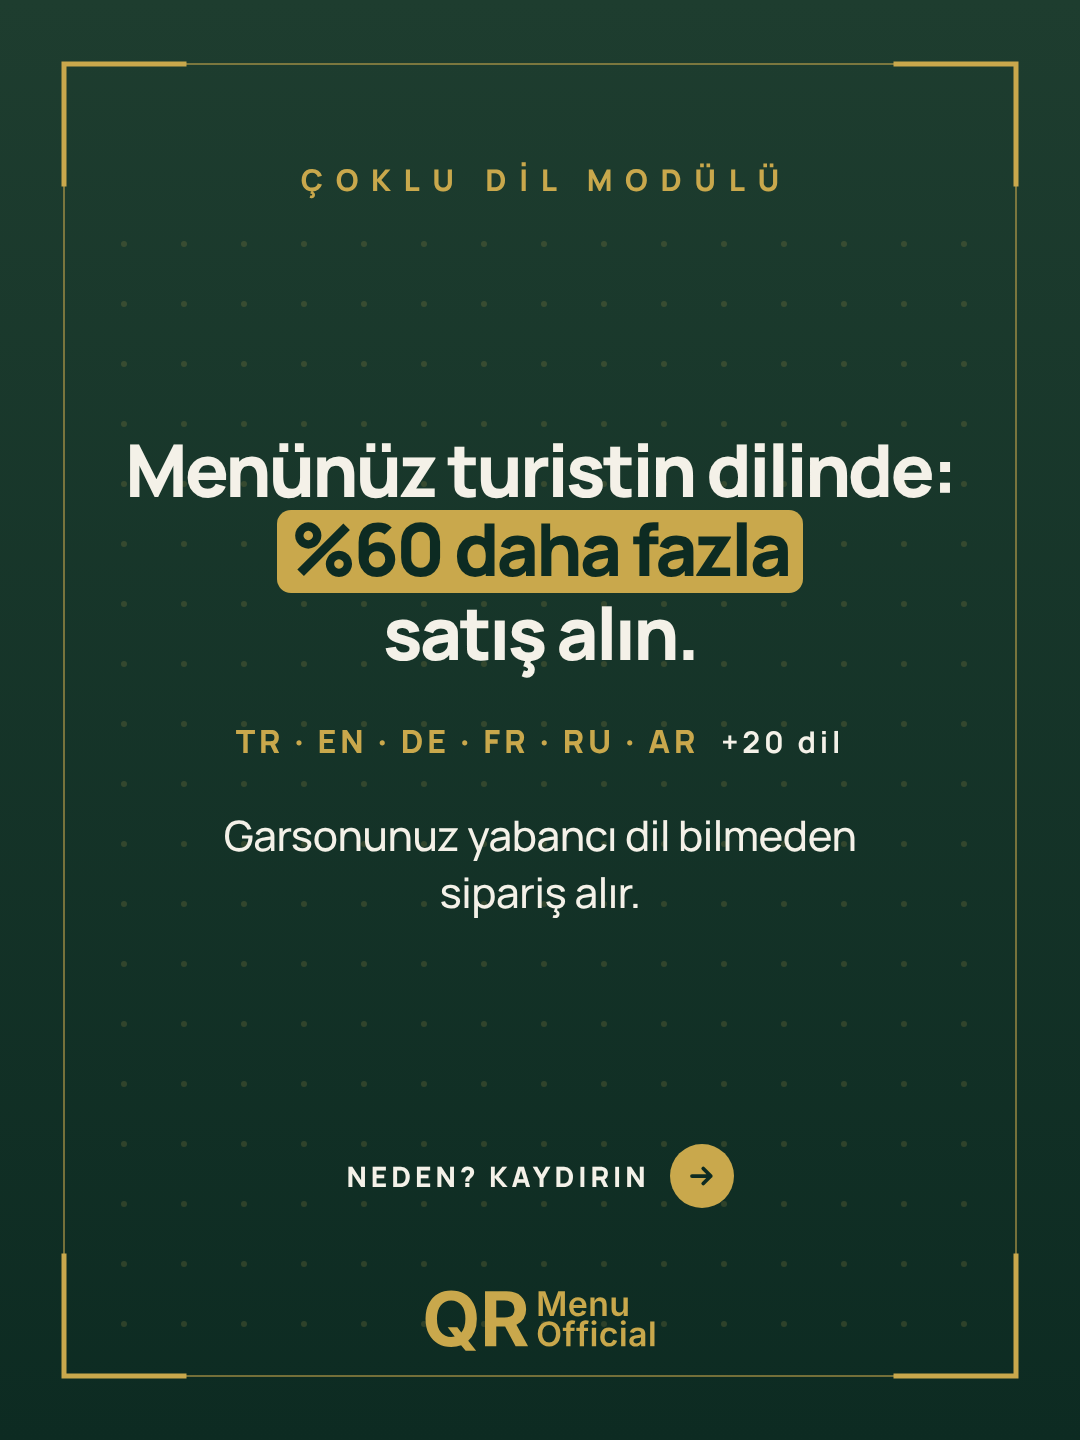 ÇOKLU DİL MODÜLÜ
Menünüz turistin dilinde:
%60 daha fazla
satış alın.
TR · EN · DE · FR · RU · AR +20 dil
Garsonunuz yabancı dil bilmeden
sipariş alır.
NEDEN? KAYDIRIN →
QR Menu
Official